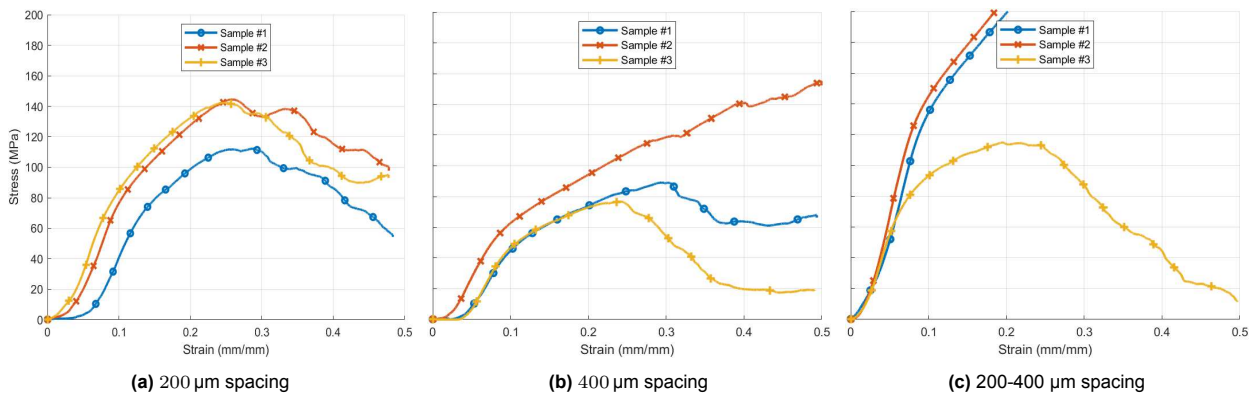 200
180
160
140
120
100
80
60
40
20
0
Stress (MPa)
Sample #1
Sample #2
Sample #3
0
0.1
0.2
0.3
0.4
0.5
Strain (mm/mm)
(a) 200 µm spacing
Sample #1
Sample #2
Sample #3
0
0.1
0.2
0.3
0.4
0.5
Strain (mm/mm)
(b) 400 µm spacing
Sample #1
Sample #2
Sample #3
0
0.1
0.2
0.3
0.4
0.5
Strain (mm/mm)
(c) 200-400 µm spacing